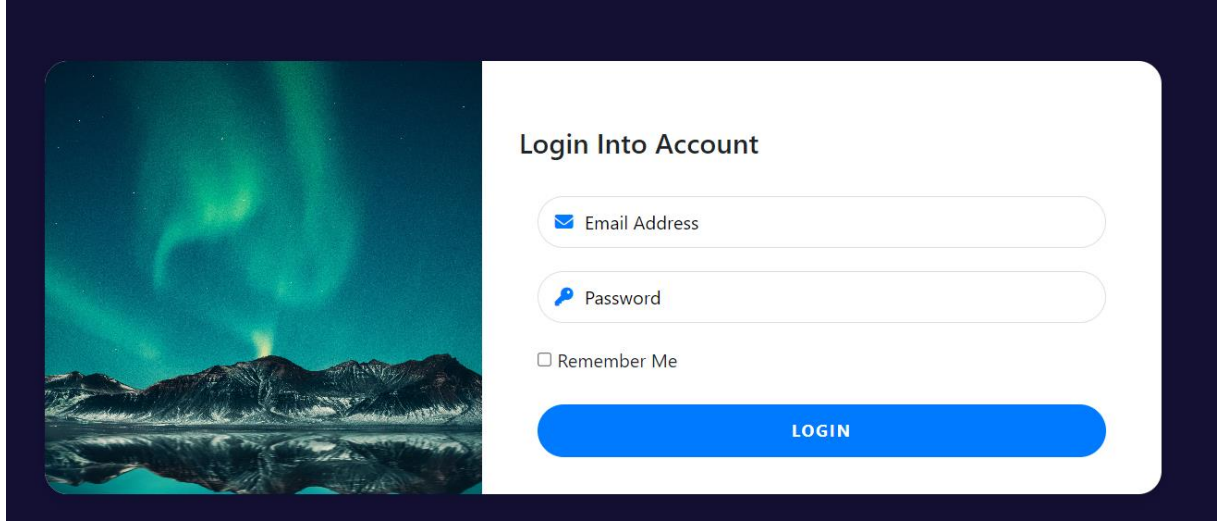 Login Into Account
Email Address
Password
Remember Me
LOGIN